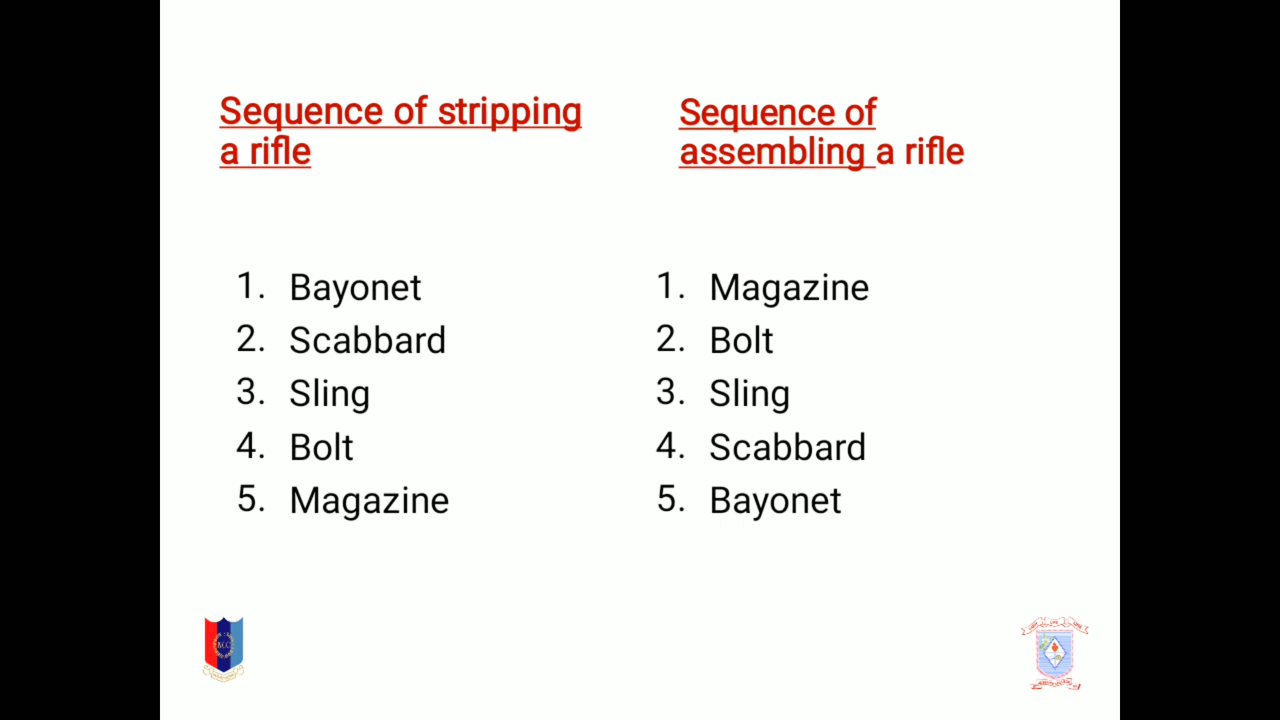 Sequence of stripping
a rifle
1. Bayonet
2. Scabbard
3. Sling
4. Bolt
5. Magazine
Sequence of
assembling a rifle
1. Magazine
2. Bolt
3. Sling
4. Scabbard
5. Bayonet